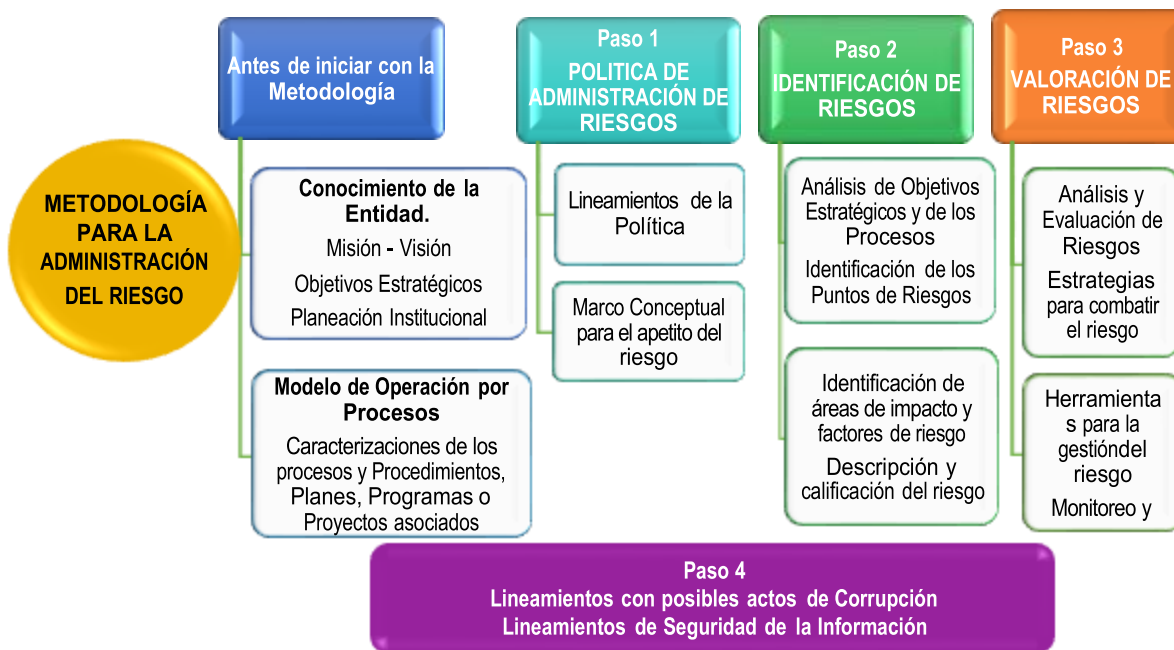 METODOLOGÍA
PARA LA
ADMINISTRACIÓN
DEL RIESGO
Antes de iniciar con la
Metodología
Conocimiento de la
Entidad.
Misión - Visión
Objetivos Estratégicos
Planeación Institucional
Modelo de Operación por
Procesos
Caracterizaciones de los
procesos y Procedimientos,
Planes, Programas o
Proyectos asociados
Paso 1
POLITICA DE
ADMINISTRACIÓN DE
RIESGOS
Lineamientos de la
Política
Marco Conceptual
para el apetito del
riesgo
Paso 2
IDENTIFICACIÓN DE
RIESGOS
Análisis de Objetivos
Estratégicos y de los
Procesos
Identificación de los
Puntos de Riesgos
Identificación de
áreas de impacto y
factores de riesgo
Descripción y
calificación del riesgo
Paso 3
VALORACIÓN DE
RIESGOS
Análisis y
Evaluación de
Riesgos
Estrategias
para combatir
el riesgo
Herramienta
s para la
gestióndel
riesgo
Monitoreo y
Paso 4
Lineamientos con posibles actos de Corrupción
Lineamientos de Seguridad de la Información